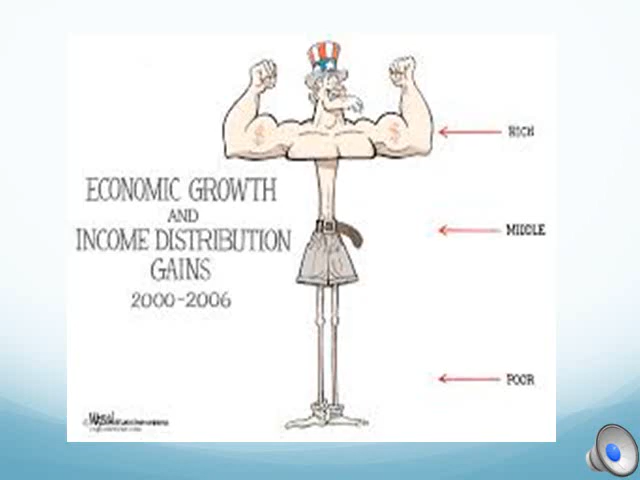 ECONOMIC GROWTH
AND
INCOME DISTRIBUTION
GAINS
2000-2006
$
$
RICH
MIDDLE
POOR